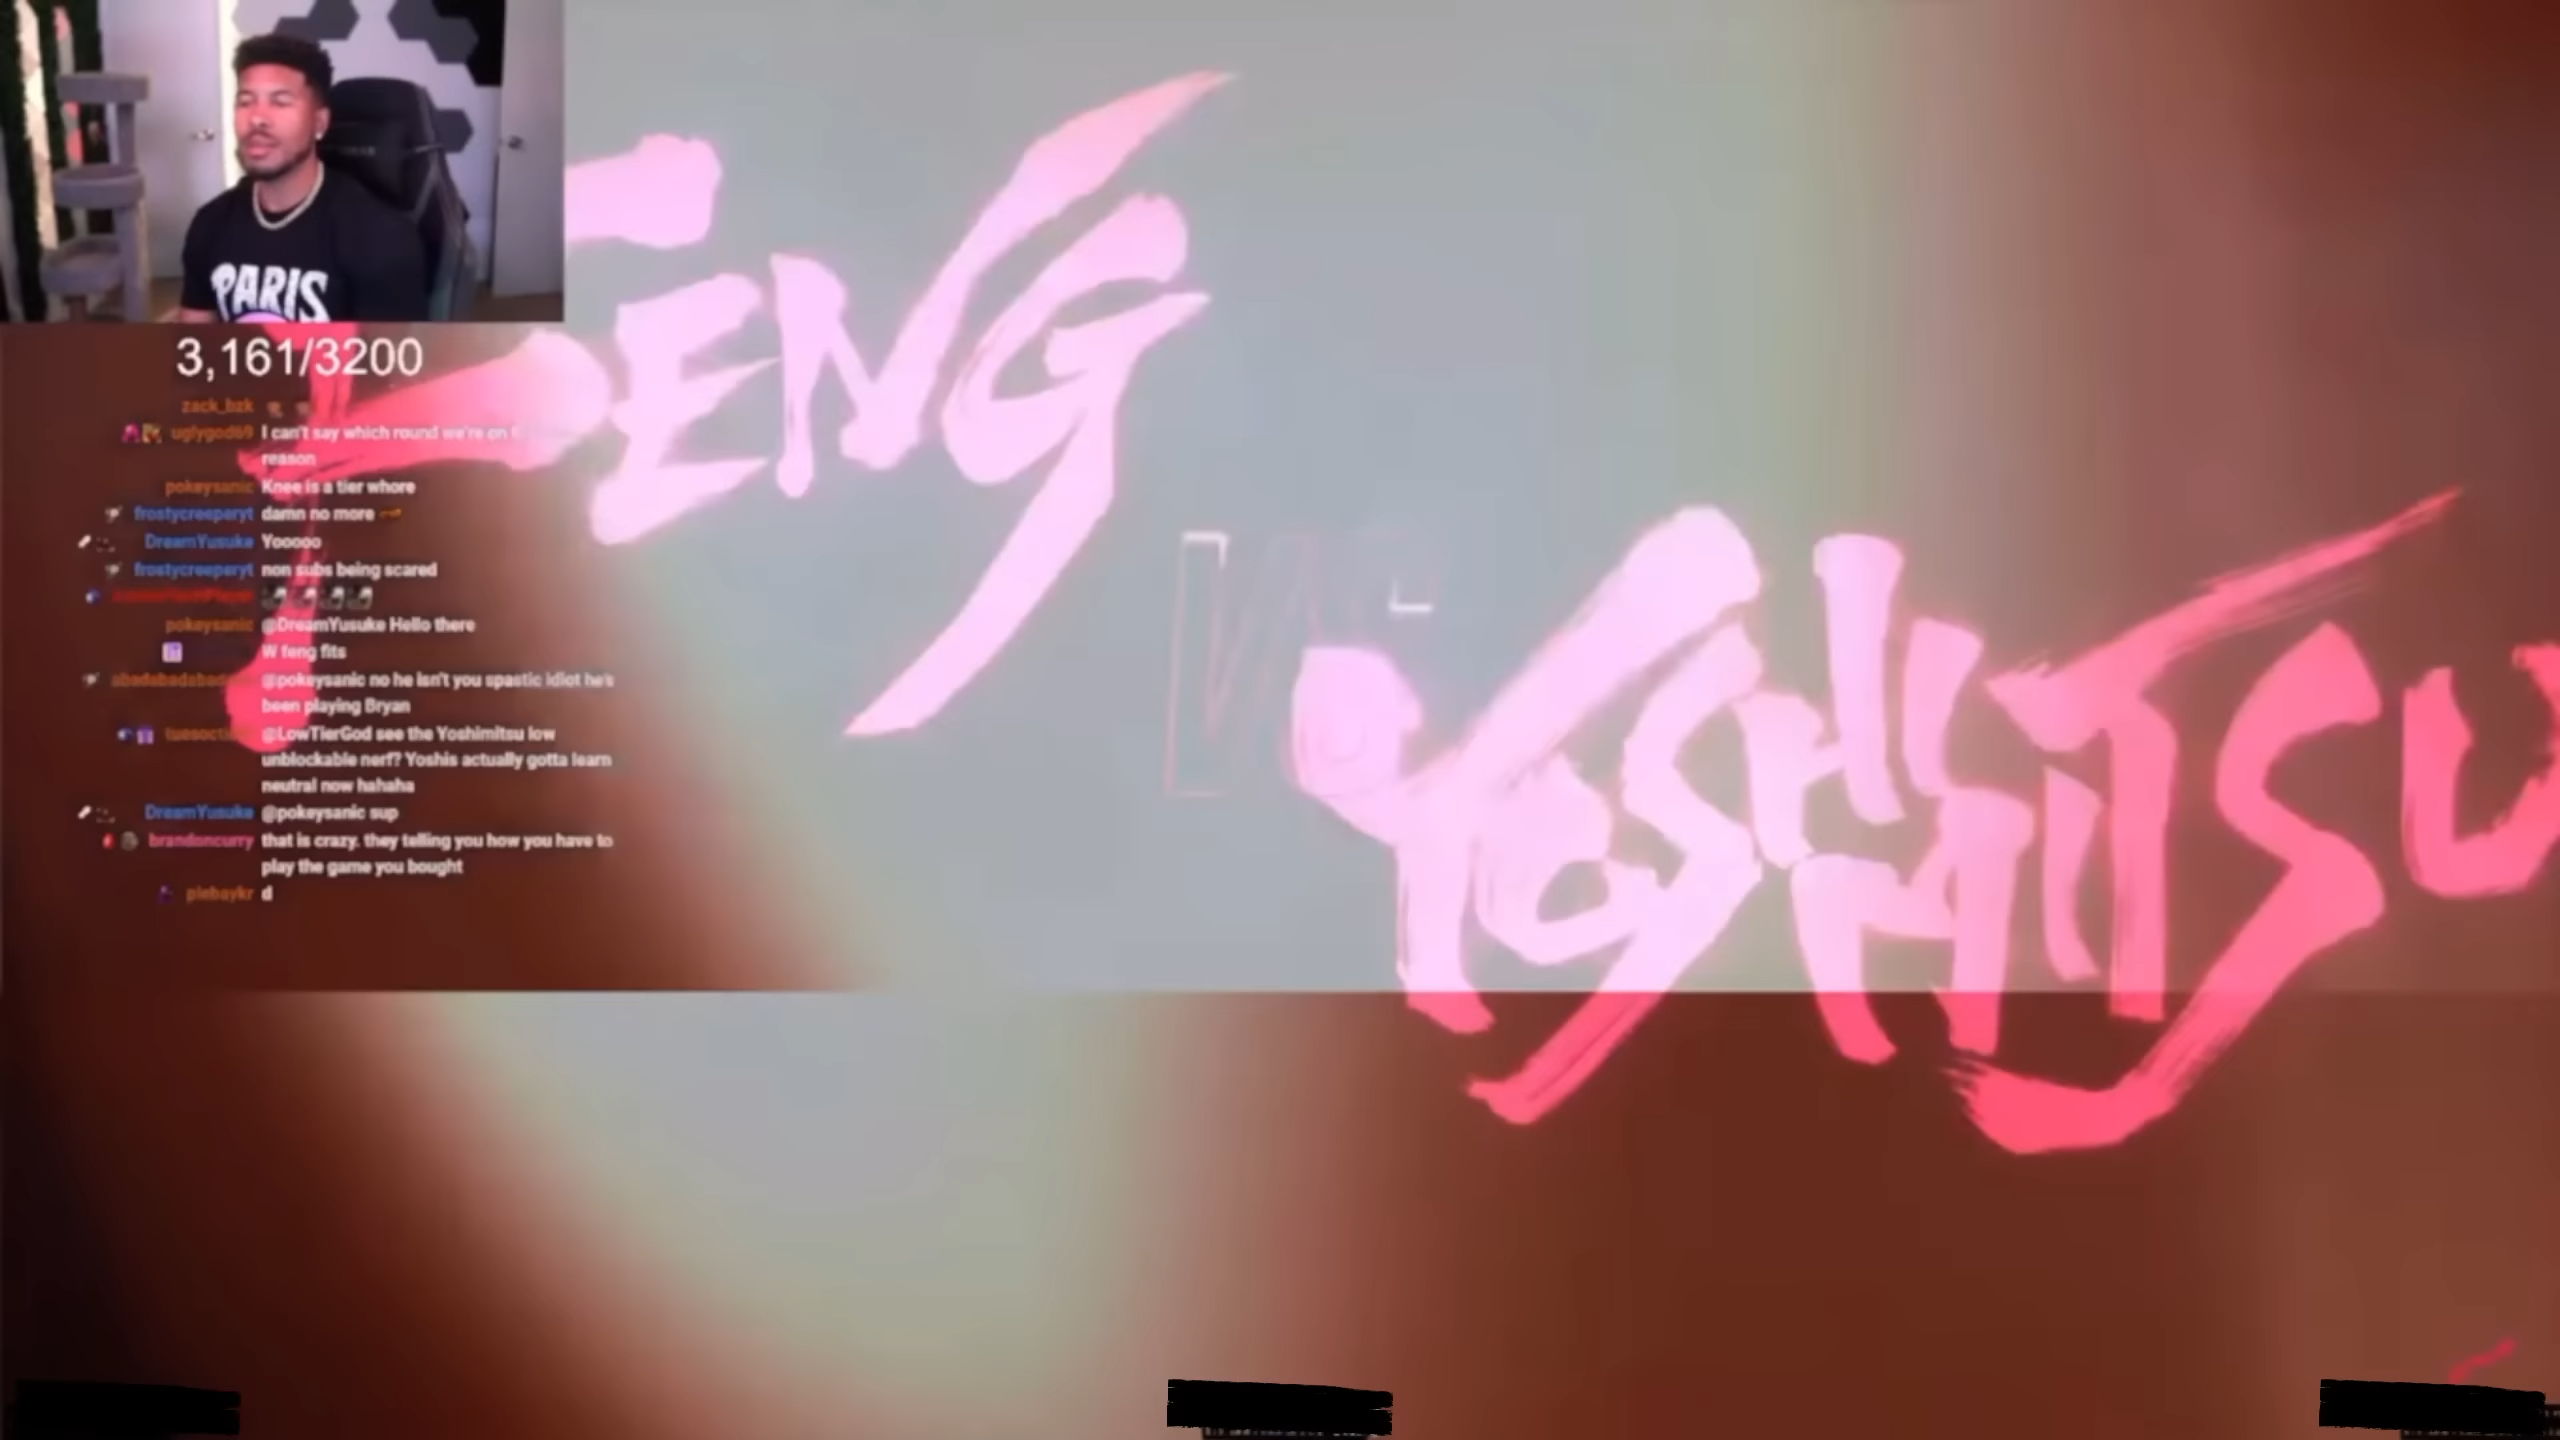 FENG
YOSHIMITSU
PARIS
3,161/3200
zack_bzk
uglygod69 I can't say which round we're on
reason
pokeysanic Knee is a tier whore
frostycreeperyt damn no more
DreamYusuke Yooooo
frostycreeperyt non subs being scared
pokeysanic @DreamYusuke Hello there
W feng fits
@pokeysanic no he isn't you spastic idiot he's
been playing Bryan
@LowTierGod see the Yoshimitsu low
unblockable nerf? Yoshis actually gotta learn
neutral now hahaha
DreamYusuke @pokeysanic sup
brandoncurry that is crazy. they telling you how you have to
play the game you bought
piebaykr d